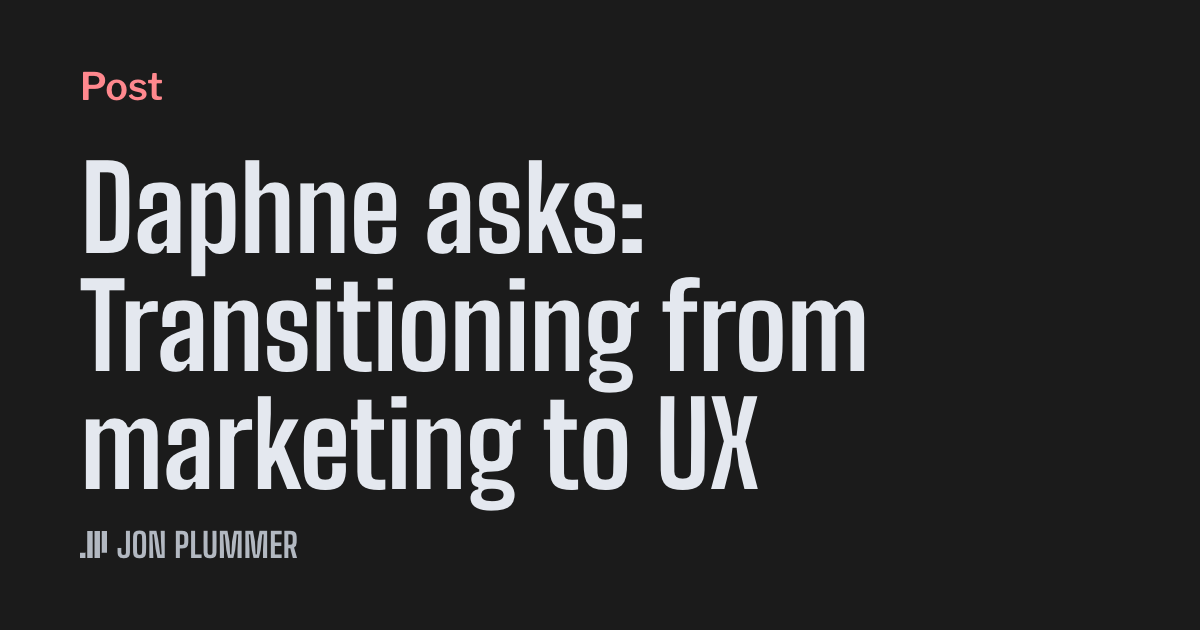 Post
Daphne asks:
Transitioning from
marketing to UX
JON PLUMMER